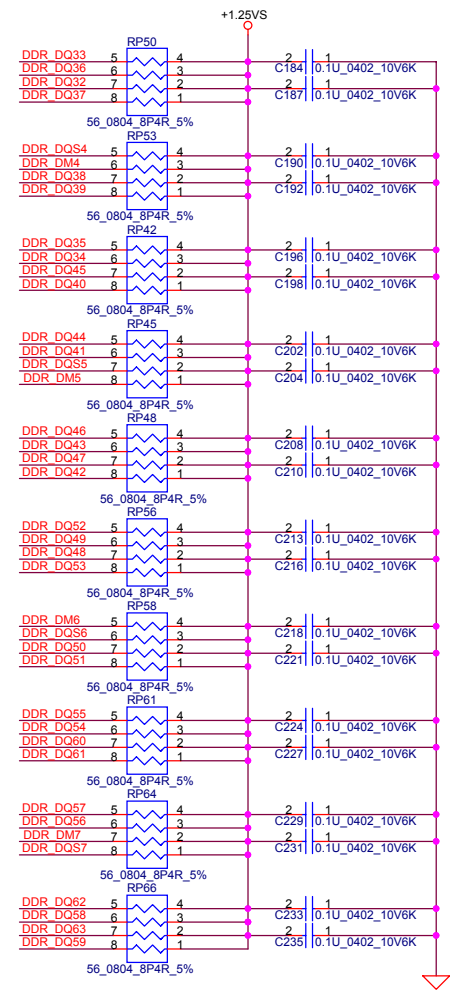 +1.25VS
RP50
DDR_DQ33 5 4 2 1
C184 0.1U_0402_10V6K
DDR_DQ36 6 3
DDR_DQ32 7 2 2 1
C187 0.1U_0402_10V6K
DDR_DQ37 8 1
56_0804_8P4R_5%
RP53
DDR_DQS4 5 4 2 1
C190 0.1U_0402_10V6K
DDR_DM4 6 3
DDR_DQ38 7 2 2 1
C192 0.1U_0402_10V6K
DDR_DQ39 8 1
56_0804_8P4R_5%
RP42
DDR_DQ35 5 4 2 1
C196 0.1U_0402_10V6K
DDR_DQ34 6 3
DDR_DQ45 7 2 2 1
C198 0.1U_0402_10V6K
DDR_DQ40 8 1
56_0804_8P4R_5%
RP45
DDR_DQ44 5 4 2 1
C202 0.1U_0402_10V6K
DDR_DQ41 6 3
DDR_DQS5 7 2 2 1
C204 0.1U_0402_10V6K
DDR_DM5 8 1
56_0804_8P4R_5%
RP48
DDR_DQ46 5 4 2 1
C208 0.1U_0402_10V6K
DDR_DQ43 6 3
DDR_DQ47 7 2 2 1
C210 0.1U_0402_10V6K
DDR_DQ42 8 1
56_0804_8P4R_5%
RP56
DDR_DQ52 5 4 2 1
C213 0.1U_0402_10V6K
DDR_DQ49 6 3
DDR_DQ48 7 2 2 1
C216 0.1U_0402_10V6K
DDR_DQ53 8 1
56_0804_8P4R_5%
RP58
DDR_DM6 5 4 2 1
C218 0.1U_0402_10V6K
DDR_DQS6 6 3
DDR_DQ50 7 2 2 1
C221 0.1U_0402_10V6K
DDR_DQ51 8 1
56_0804_8P4R_5%
RP61
DDR_DQ55 5 4 2 1
C224 0.1U_0402_10V6K
DDR_DQ54 6 3
DDR_DQ60 7 2 2 1
C227 0.1U_0402_10V6K
DDR_DQ61 8 1
56_0804_8P4R_5%
RP64
DDR_DQ57 5 4 2 1
C229 0.1U_0402_10V6K
DDR_DQ56 6 3
DDR_DM7 7 2 2 1
C231 0.1U_0402_10V6K
DDR_DQS7 8 1
56_0804_8P4R_5%
RP66
DDR_DQ62 5 4 2 1
C233 0.1U_0402_10V6K
DDR_DQ58 6 3
DDR_DQ63 7 2 2 1
C235 0.1U_0402_10V6K
DDR_DQ59 8 1
56_0804_8P4R_5%